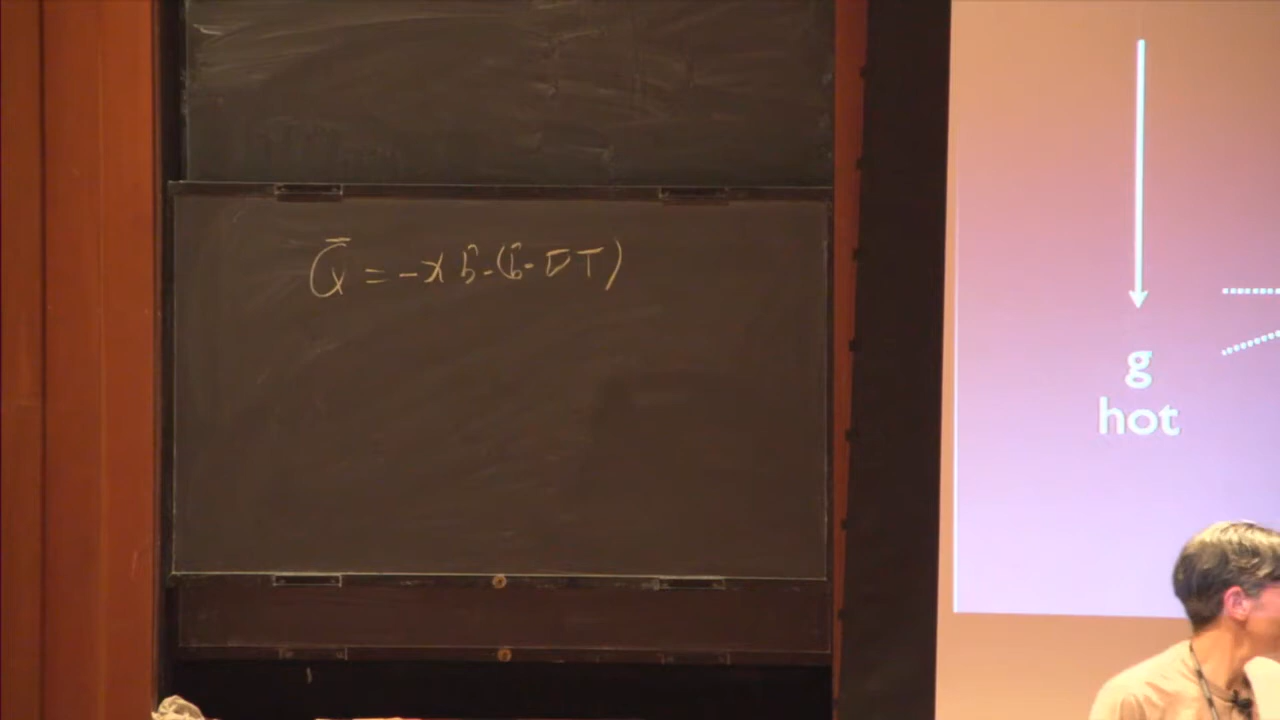 Q̄ = -χ b̂·(b̂·∇T)
g
hot